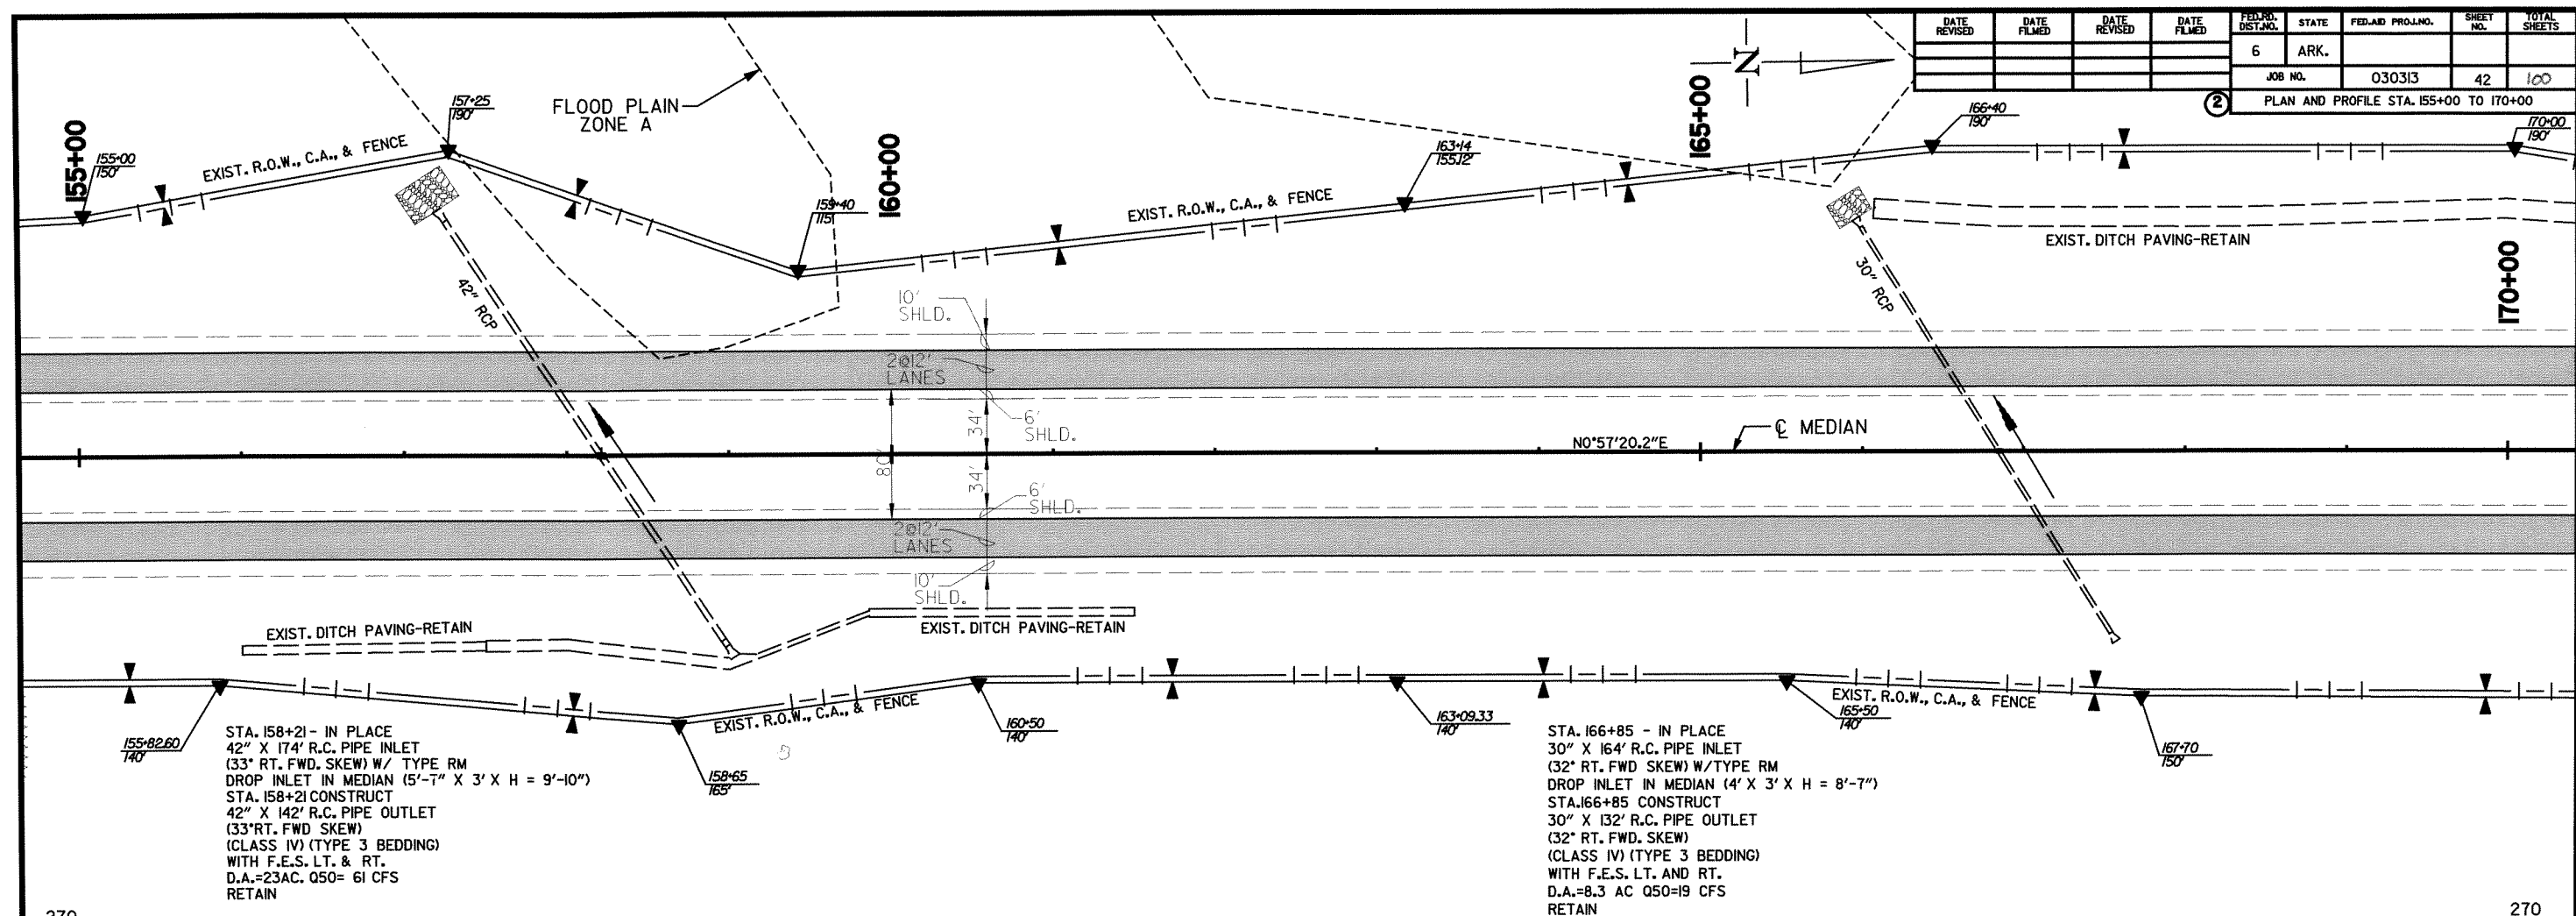 DATE REVISED
DATE FILMED
DATE REVISED
DATE FILMED
FED.RD. DIST.NO.
STATE
FED.AID PROJ.NO.
SHEET NO.
TOTAL SHEETS
6
ARK.
JOB NO.
030313
42
100
2
PLAN AND PROFILE STA. 155+00 TO 170+00
N
155+00
155+00
150'
EXIST. R.O.W., C.A., & FENCE
157+25
190'
FLOOD PLAIN
ZONE A
159+40
115'
160+00
EXIST. R.O.W., C.A., & FENCE
163+14
155.12'
165+00
166+40
190'
170+00
190'
42" RCP
30" RCP
EXIST. DITCH PAVING-RETAIN
170+00
10'
SHLD.
2@12'
LANES
6'
SHLD.
34'
80'
34'
N0°57'20.2"E
℄ MEDIAN
6'
SHLD.
2@12'
LANES
10'
SHLD.
EXIST. DITCH PAVING-RETAIN
EXIST. DITCH PAVING-RETAIN
155+82.60
140'
EXIST. R.O.W., C.A., & FENCE
158+65
165'
160+50
140'
163+09.33
140'
165+50
140'
EXIST. R.O.W., C.A., & FENCE
167+70
150'
STA. 158+21 - IN PLACE
42" X 174' R.C. PIPE INLET
(33° RT. FWD. SKEW) W/ TYPE RM
DROP INLET IN MEDIAN (5'-7" X 3' X H = 9'-10")
STA. 158+21 CONSTRUCT
42" X 142' R.C. PIPE OUTLET
(33°RT. FWD SKEW)
(CLASS IV) (TYPE 3 BEDDING)
WITH F.E.S. LT. & RT.
D.A.=23AC. Q50= 61 CFS
RETAIN
STA. 166+85 - IN PLACE
30" X 164' R.C. PIPE INLET
(32° RT. FWD SKEW) W/TYPE RM
DROP INLET IN MEDIAN (4' X 3' X H = 8'-7")
STA.166+85 CONSTRUCT
30" X 132' R.C. PIPE OUTLET
(32° RT. FWD. SKEW)
(CLASS IV) (TYPE 3 BEDDING)
WITH F.E.S. LT. AND RT.
D.A.=8.3 AC Q50=19 CFS
RETAIN
270
270